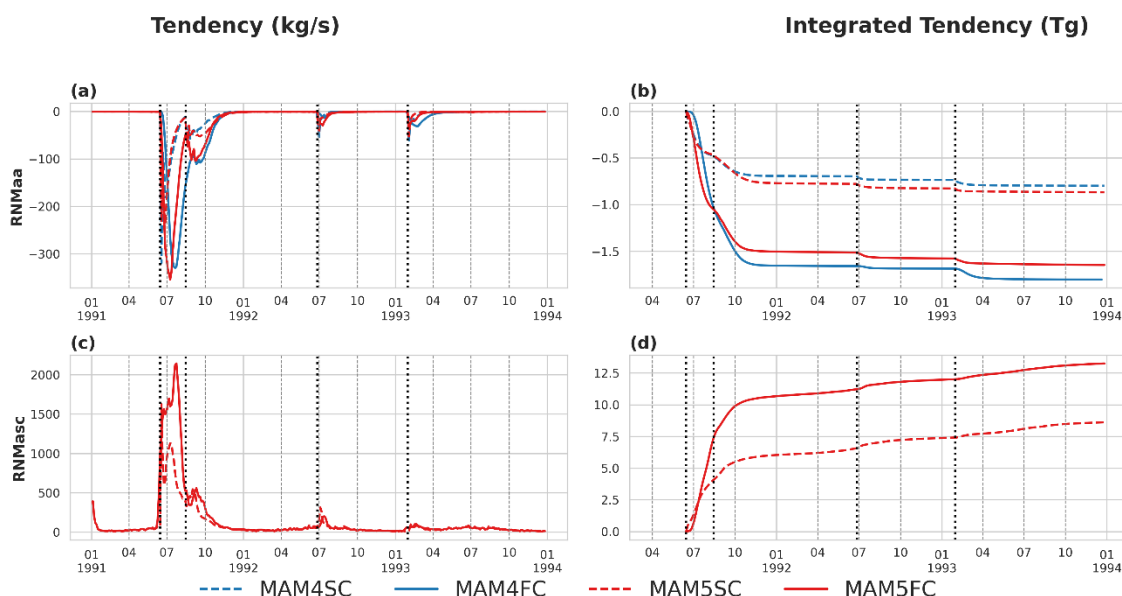 Tendency (kg/s) Integrated Tendency (Tg)
(a) (b)
RNMaa
0
−100
−200
−300
0.0
−0.5
−1.0
−1.5
01 04 07 10 01 04 07 10 01 04 07 10 01
1991 1992 1993 1994
04 07 10 01 04 07 10 01 04 07 10 01
1992 1993 1994
(c) (d)
RNMasc
2000
1500
1000
500
0
12.5
10.0
7.5
5.0
2.5
0.0
01 04 07 10 01 04 07 10 01 04 07 10 01
1991 1992 1993 1994
04 07 10 01 04 07 10 01 04 07 10 01
1992 1993 1994
MAM4SC MAM4FC MAM5SC MAM5FC